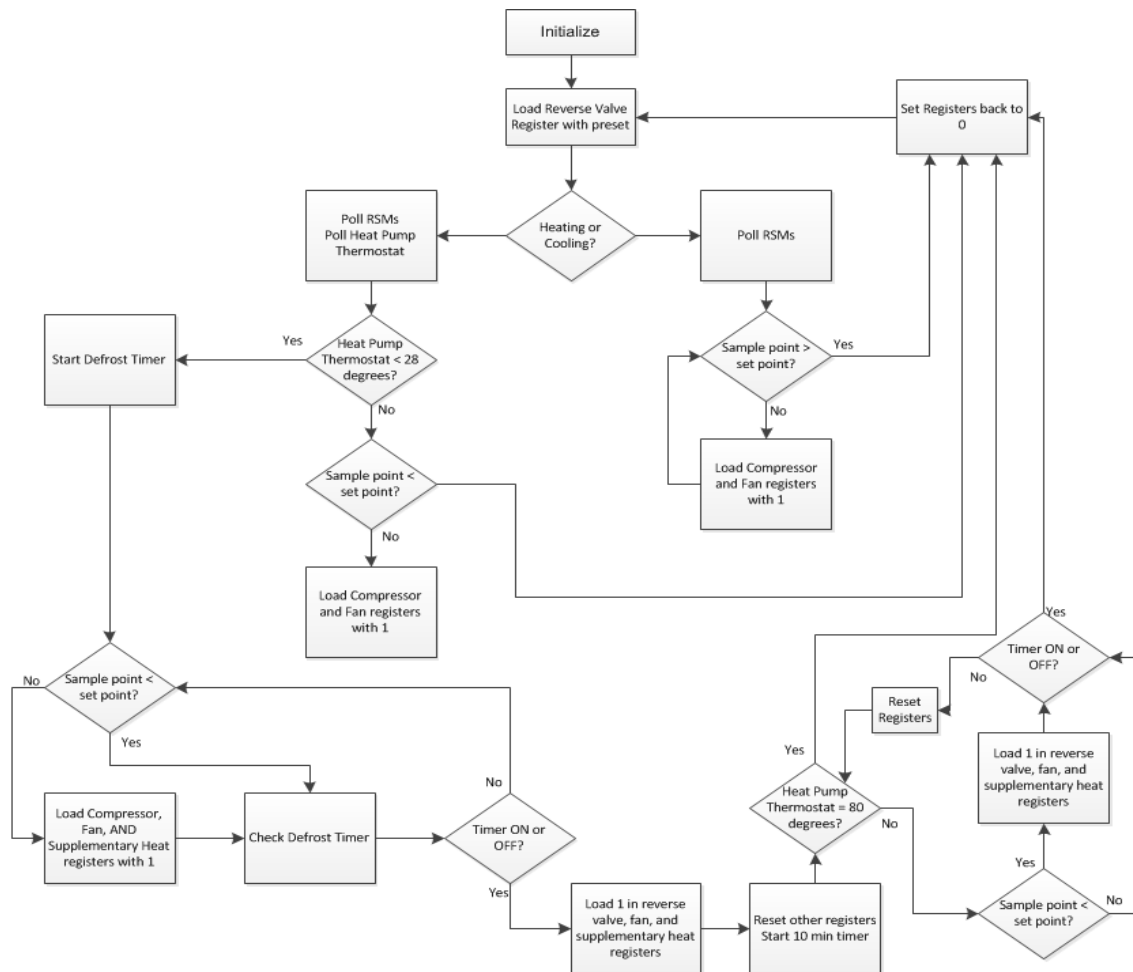 Initialize
Load Reverse Valve
Register with preset
Set Registers back to
0
Poll RSMs
Poll Heat Pump
Thermostat
Heating or
Cooling?
Poll RSMs
Start Defrost Timer
Yes
Heat Pump
Thermostat < 28
degrees?
No
Sample point >
set point?
Yes
No
Sample point <
set point?
No
Load Compressor
and Fan registers
with 1
Load Compressor
and Fan registers
with 1
No
Sample point <
set point?
Yes
Yes
Timer ON or
OFF?
No
Reset
Registers
Load 1 in reverse
valve, fan, and
supplementary heat
registers
Load Compressor,
Fan, AND
Supplementary Heat
registers with 1
Check Defrost Timer
No
Timer ON or
OFF?
Yes
Yes
Heat Pump
Thermostat = 80
degrees?
No
Yes
Sample point <
set point?
No
Load 1 in reverse
valve, fan, and
supplementary heat
registers
Reset other registers
Start 10 min timer